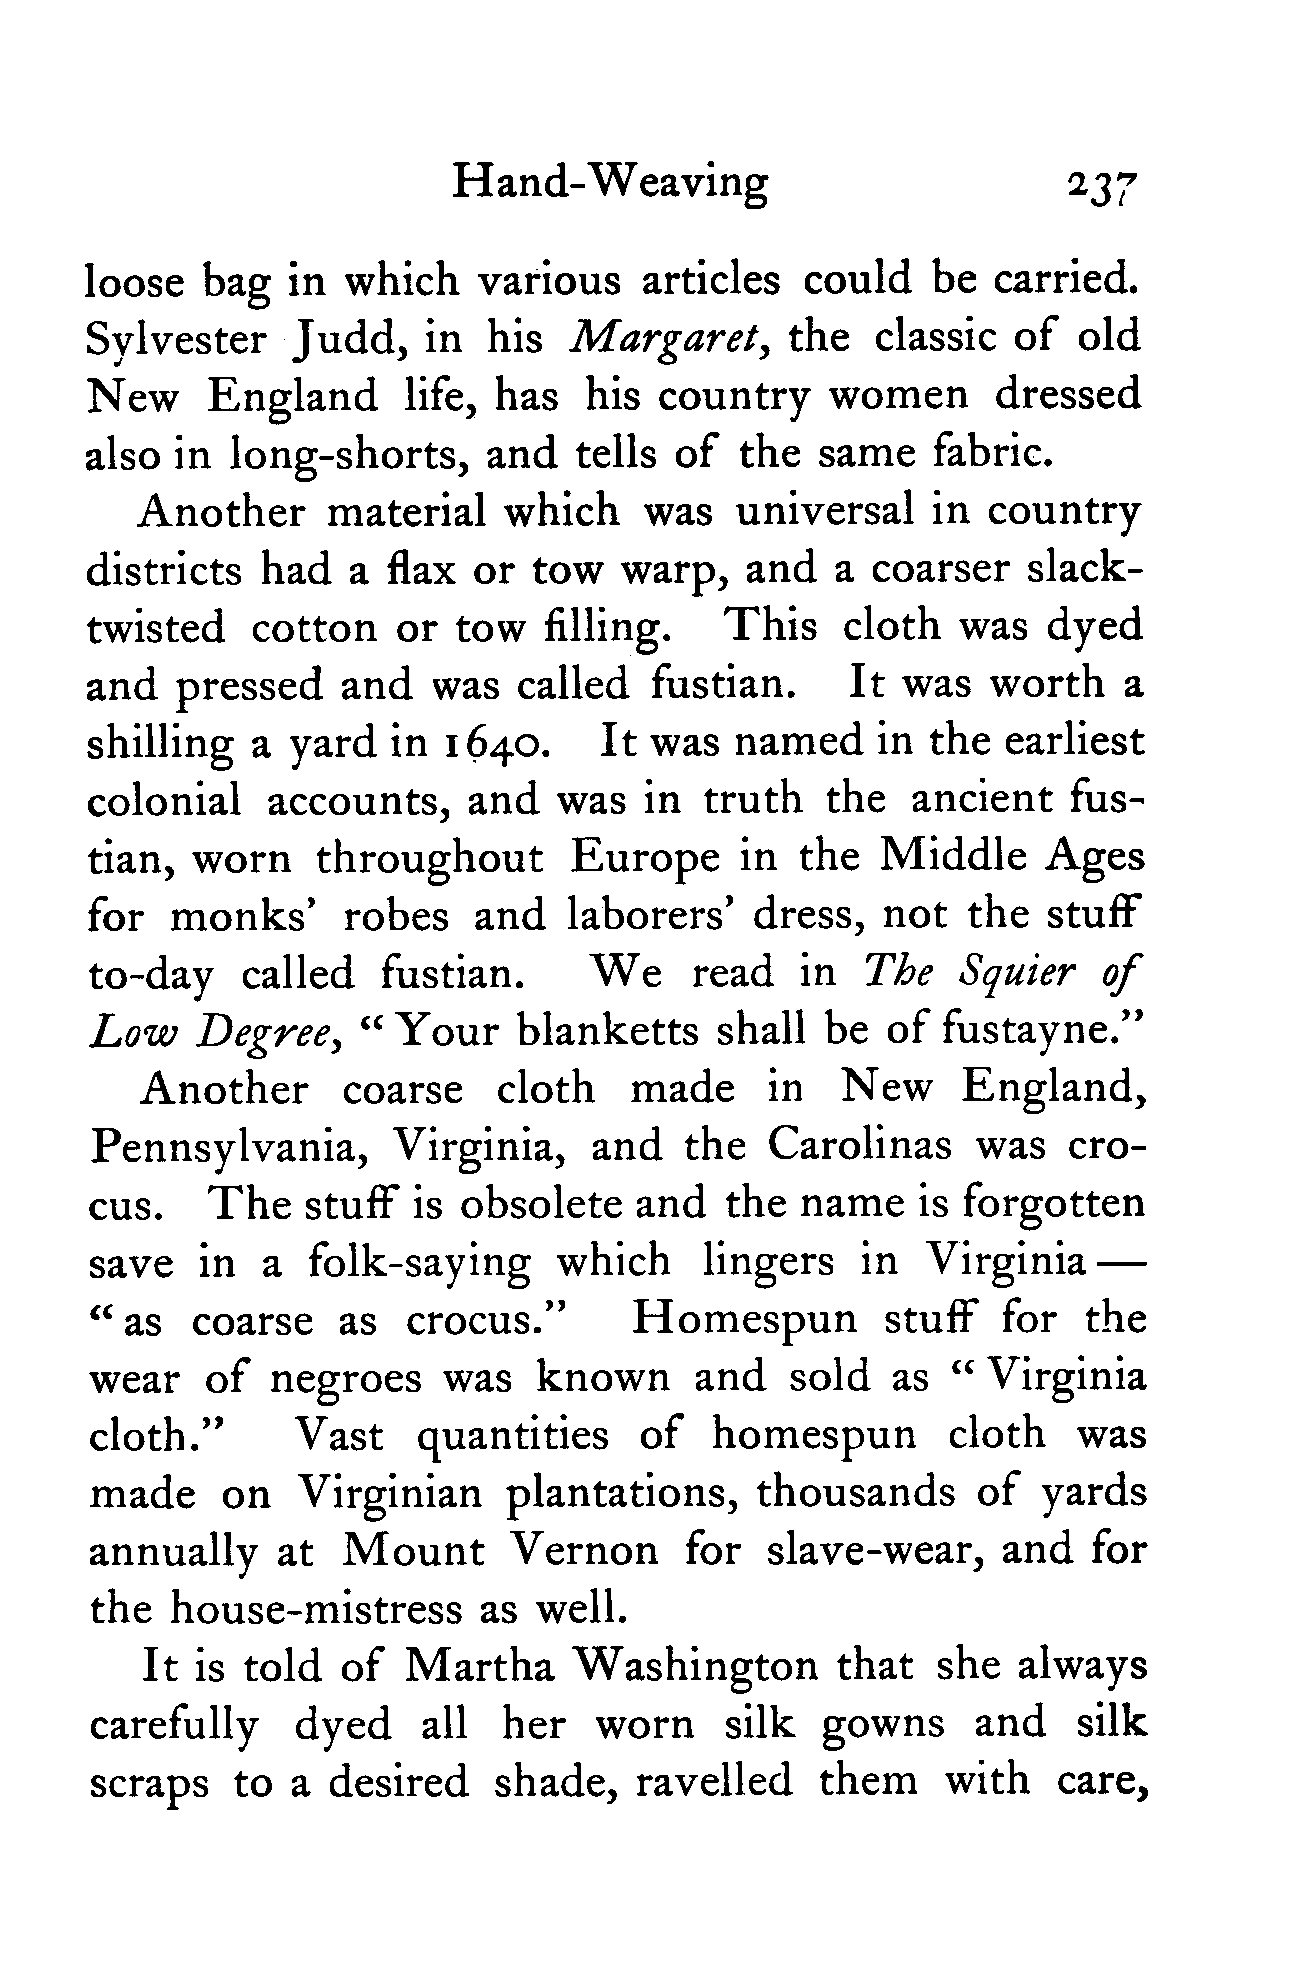 Hand-Weaving 237
loose bag in which various articles could be carried.
Sylvester Judd, in his Margaret, the classic of old
New England life, has his country women dressed
also in long-shorts, and tells of the same fabric.
Another material which was universal in country
districts had a flax or tow warp, and a coarser slack-
twisted cotton or tow filling. This cloth was dyed
and pressed and was called fustian. It was worth a
shilling a yard in 1640. It was named in the earliest
colonial accounts, and was in truth the ancient fus-
tian, worn throughout Europe in the Middle Ages
for monks' robes and laborers' dress, not the stuff
to-day called fustian. We read in The Squier of
Low Degree, "Your blanketts shall be of fustayne."
Another coarse cloth made in New England,
Pennsylvania, Virginia, and the Carolinas was cro-
cus. The stuff is obsolete and the name is forgotten
save in a folk-saying which lingers in Virginia—
"as coarse as crocus." Homespun stuff for the
wear of negroes was known and sold as "Virginia
cloth." Vast quantities of homespun cloth was
made on Virginian plantations, thousands of yards
annually at Mount Vernon for slave-wear, and for
the house-mistress as well.
It is told of Martha Washington that she always
carefully dyed all her worn silk gowns and silk
scraps to a desired shade, ravelled them with care,